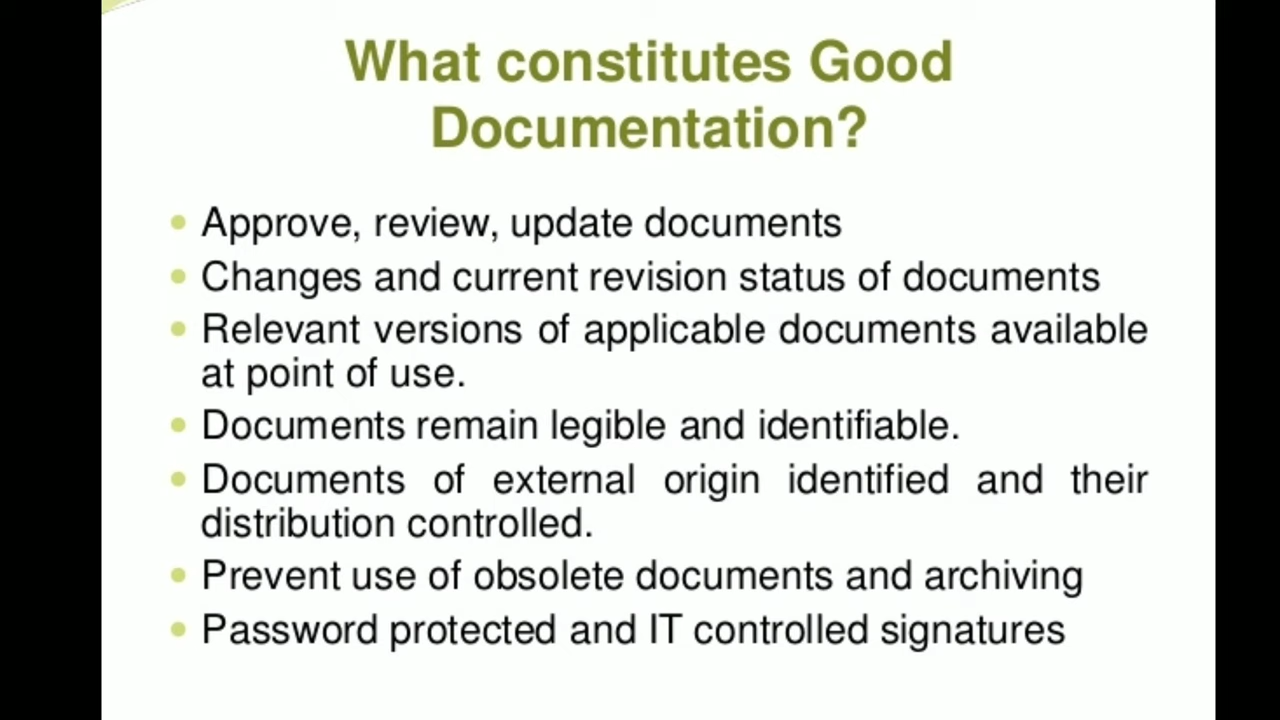 What constitutes Good
Documentation?
• Approve, review, update documents
• Changes and current revision status of documents
• Relevant versions of applicable documents available
at point of use.
• Documents remain legible and identifiable.
• Documents of external origin identified and their
distribution controlled.
• Prevent use of obsolete documents and archiving
• Password protected and IT controlled signatures